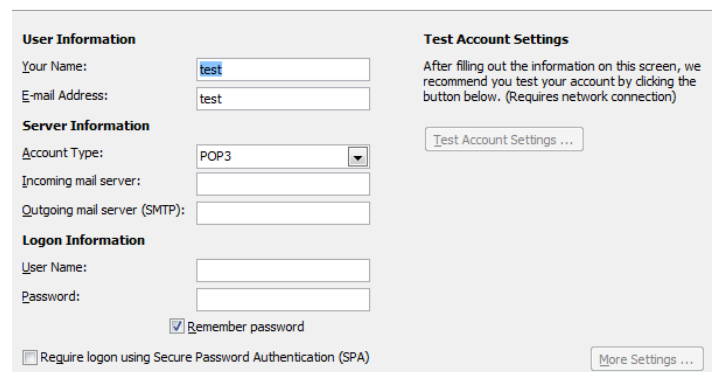 User Information
Your Name:
test
E-mail Address:
test
Server Information
Account Type:
POP3
Incoming mail server:
Outgoing mail server (SMTP):
Logon Information
User Name:
Password:
Remember password
Require logon using Secure Password Authentication (SPA)
Test Account Settings
After filling out the information on this screen, we
recommend you test your account by clicking the
button below. (Requires network connection)
Test Account Settings ...
More Settings ...